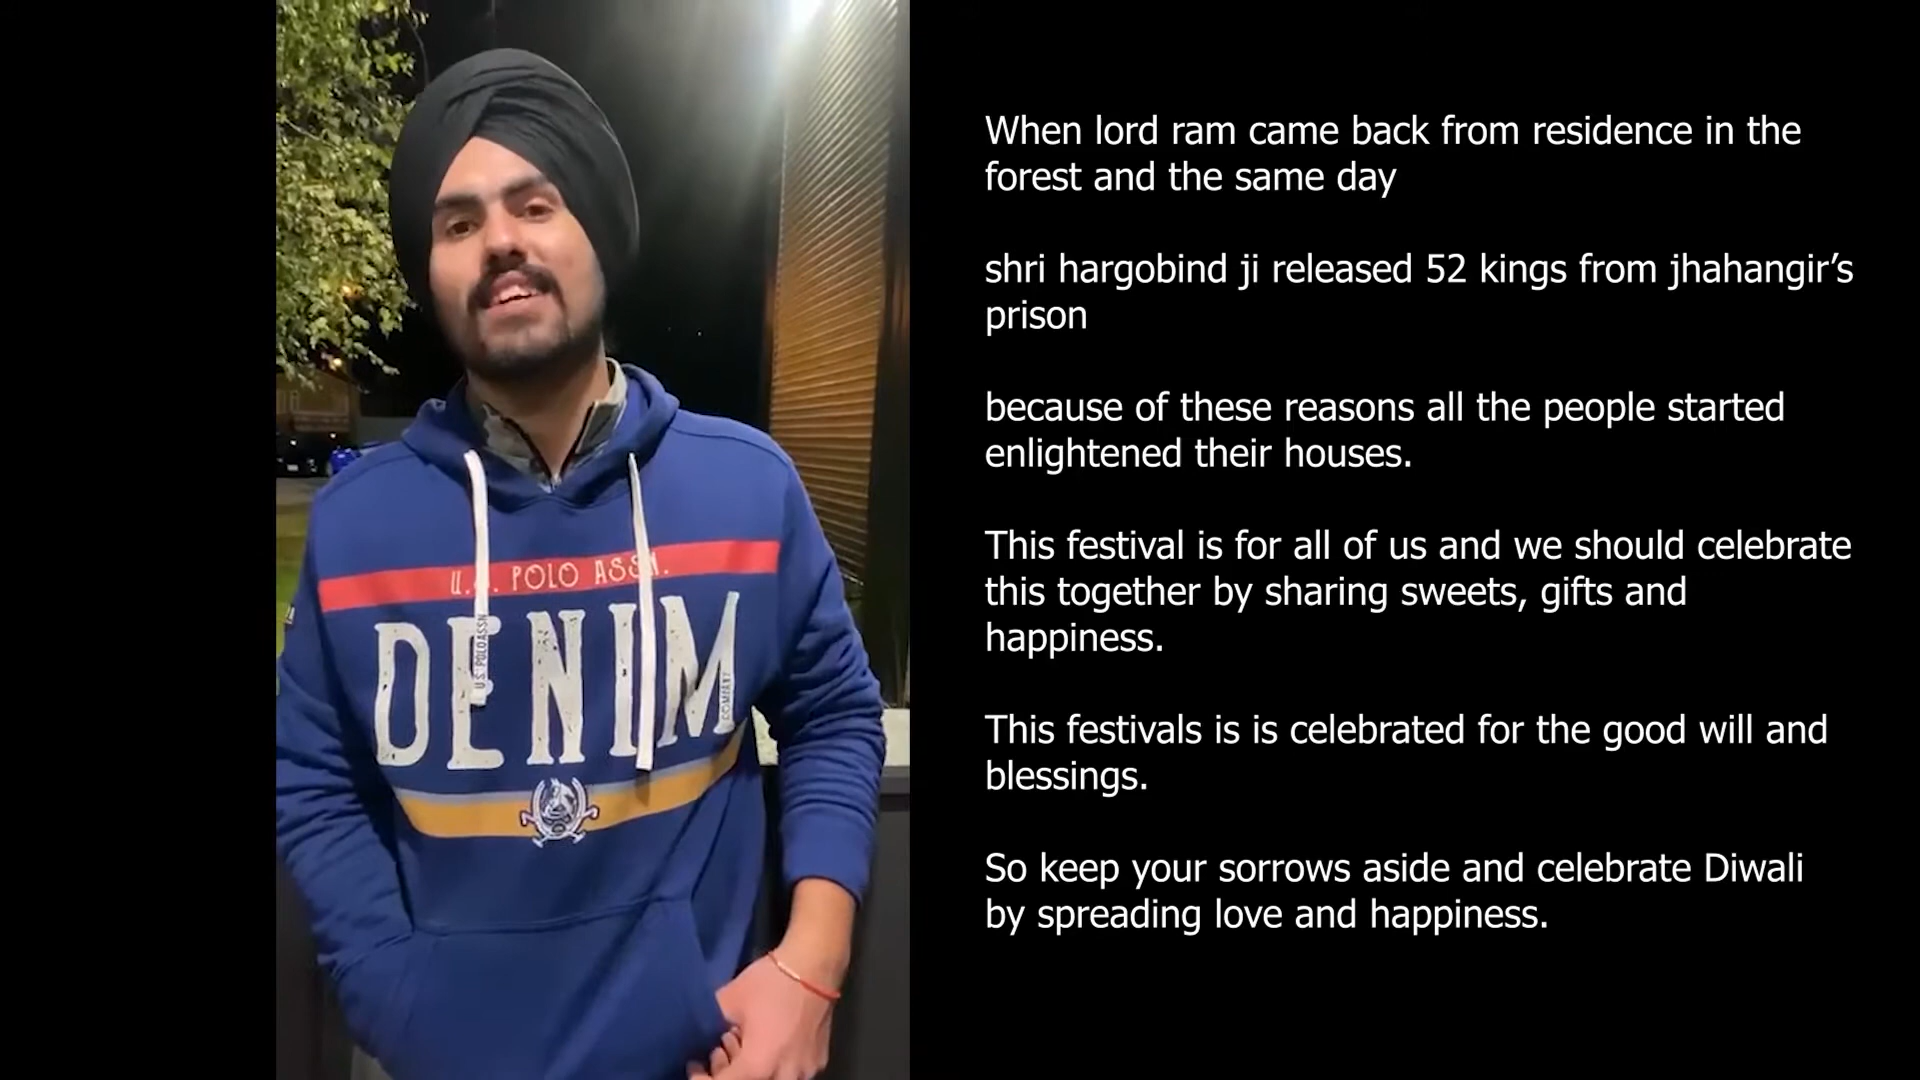 When lord ram came back from residence in the
forest and the same day
shri hargobind ji released 52 kings from jhahangir’s
prison
because of these reasons all the people started
enlightened their houses.
This festival is for all of us and we should celebrate
this together by sharing sweets, gifts and
happiness.
This festivals is is celebrated for the good will and
blessings.
So keep your sorrows aside and celebrate Diwali
by spreading love and happiness.
POLO
DENIM
U.S. POLO ASSN
COMPANY